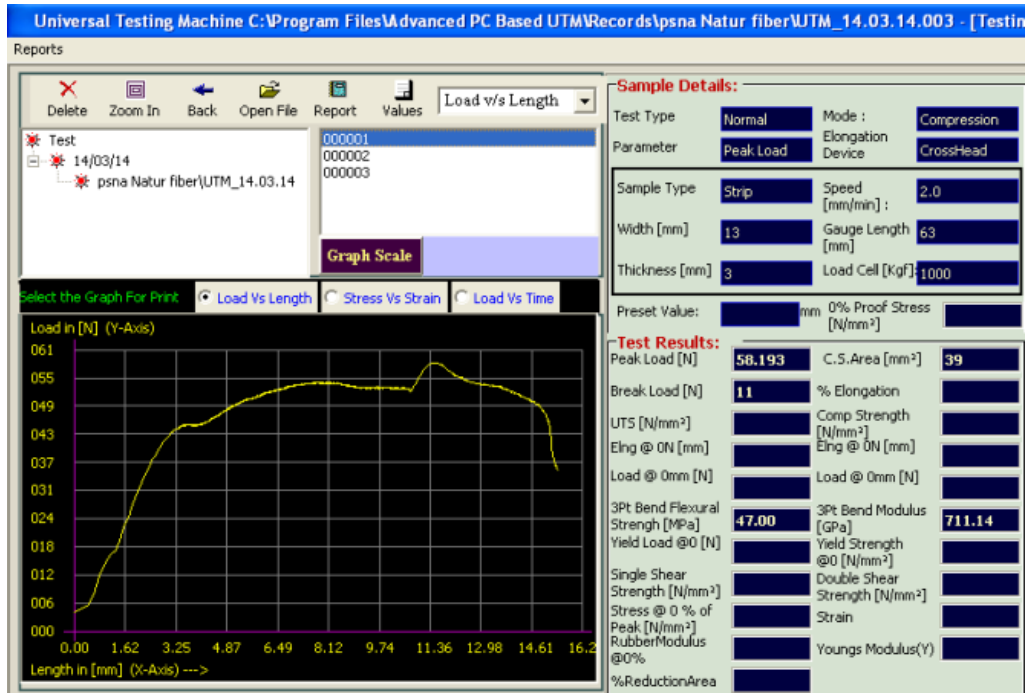 Universal Testing Machine C:\Program Files\Advanced PC Based UTM\Records\psna Natur fiber\UTM_14.03.14.003 - [Testin
Reports
Delete Zoom In Back Open File Report Values Load v/s Length
Test
14/03/14
psna Natur fiber\UTM_14.03.14
000001
000002
000003
Graph Scale
Select the Graph For Print Load Vs Length Stress Vs Strain Load Vs Time
Load in [N] (Y-Axis)
061
055
049
043
037
031
024
018
012
006
000
0.00 1.62 3.25 4.87 6.49 8.12 9.74 11.36 12.98 14.61 16.2
Length in [mm] (X-Axis) --->
Sample Details:
Test Type Normal Mode : Compression
Parameter Peak Load Elongation Device CrossHead
Sample Type Strip Speed [mm/min] : 2.0
Width [mm] 13 Gauge Length [mm] 63
Thickness [mm] 3 Load Cell [Kgf]: 1000
Preset Value: mm 0% Proof Stress [N/mm²]
Test Results:
Peak Load [N] 58.193 C.S.Area [mm²] 39
Break Load [N] 11 % Elongation
UTS [N/mm²] Comp Strength [N/mm²]
Elng @ 0N [mm] Elng @ 0N [mm]
Load @ 0mm [N] Load @ 0mm [N]
3Pt Bend Flexural Strengh [MPa] 47.00 3Pt Bend Modulus [GPa] 711.14
Yield Load @0 [N] Yield Strength @0 [N/mm²]
Single Shear Strength [N/mm²] Double Shear Strength [N/mm²]
Stress @ 0 % of Peak [N/mm²] Strain
RubberModulus @0% Youngs Modulus(Y)
%ReductionArea